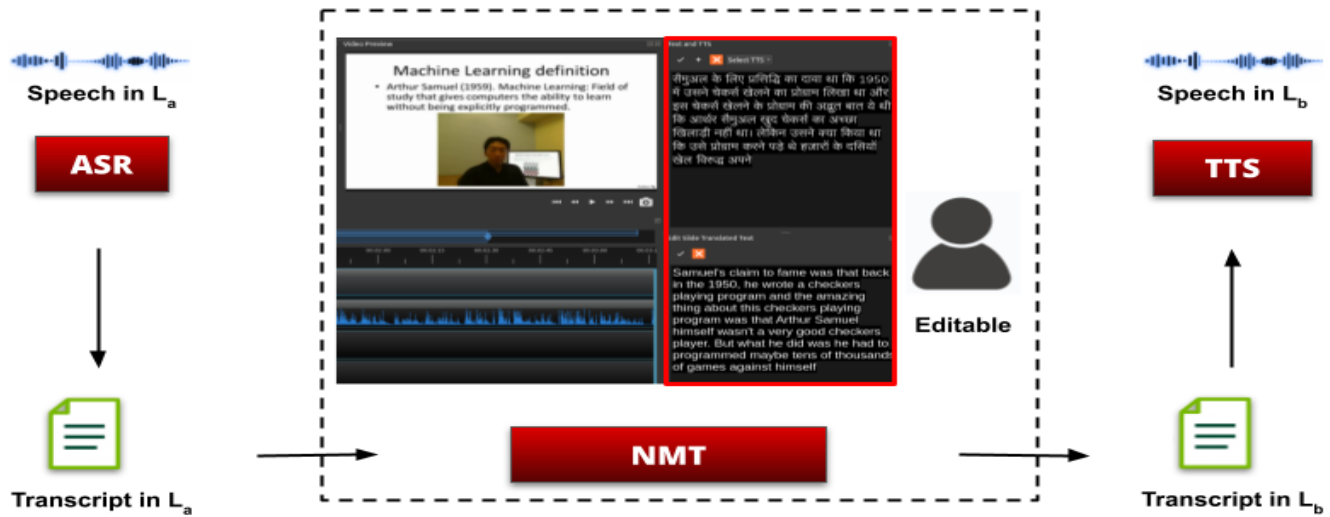 Speech in Lₐ
ASR
Transcript in Lₐ
Video Preview
Machine Learning definition
• Arthur Samuel (1959). Machine Learning: Field of
study that gives computers the ability to learn
without being explicitly programmed.
Text and TTS
Select TTS
सैमुअल के लिए प्रसिद्धि का दावा था कि 1950
में उसने चेकर्स खेलने का प्रोग्राम लिखा था और
इस चेकर्स खेलने के प्रोग्राम की अद्भुत बात ये थी
कि आर्थर सैमुअल खुद चेकर्स का अच्छा
खिलाड़ी नहीं था। लेकिन उसने क्या किया था
कि उसे प्रोग्राम करने पड़े थे हजारों के दसियों
खेल विरुद्ध अपने
Edit Slide Translated Text
Samuel's claim to fame was that back
in the 1950, he wrote a checkers
playing program and the amazing
thing about this checkers playing
program was that Arthur Samuel
himself wasn't a very good checkers
player. But what he did was he had to
programmed maybe tens of thousands
of games against himself
Editable
NMT
Speech in L_b
TTS
Transcript in L_b